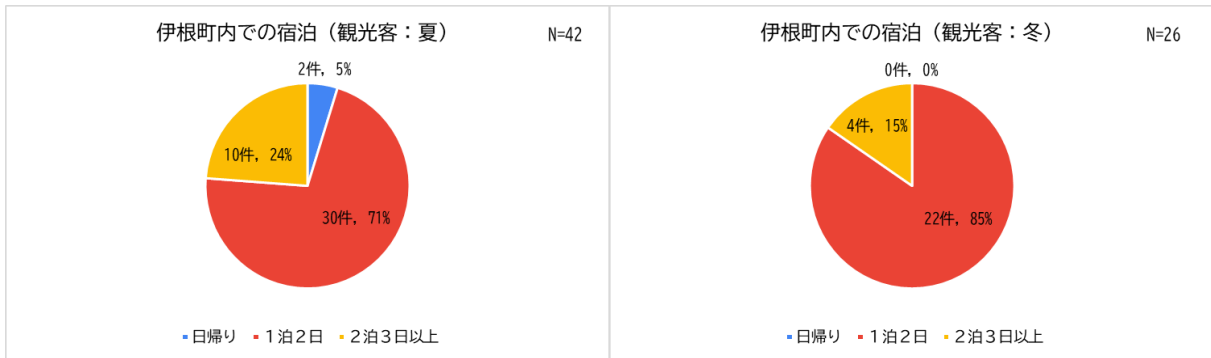 伊根町内での宿泊（観光客：夏）
N=42
2件, 5%
10件, 24%
30件, 71%
日帰り １泊２日 ２泊３日以上
伊根町内での宿泊（観光客：冬）
N=26
0件, 0%
4件, 15%
22件, 85%
日帰り １泊２日 ２泊３日以上